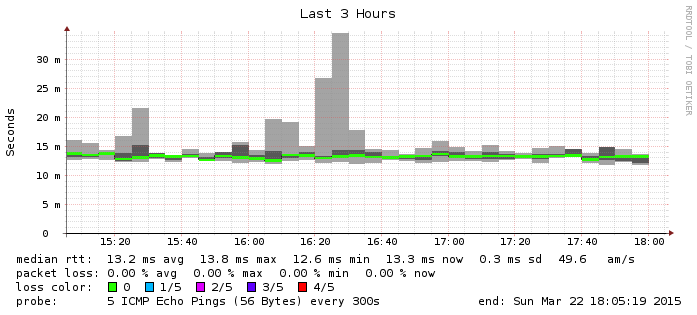 Last 3 Hours
RRDTOOL / TOBI OETIKER
Seconds
30 m
25 m
20 m
15 m
10 m
5 m
0
15:20 15:40 16:00 16:20 16:40 17:00 17:20 17:40 18:00
median rtt: 13.2 ms avg 13.8 ms max 12.6 ms min 13.3 ms now 0.3 ms sd 49.6 am/s
packet loss: 0.00 % avg 0.00 % max 0.00 % min 0.00 % now
loss color: 0 1/5 2/5 3/5 4/5
probe: 5 ICMP Echo Pings (56 Bytes) every 300s end: Sun Mar 22 18:05:19 2015